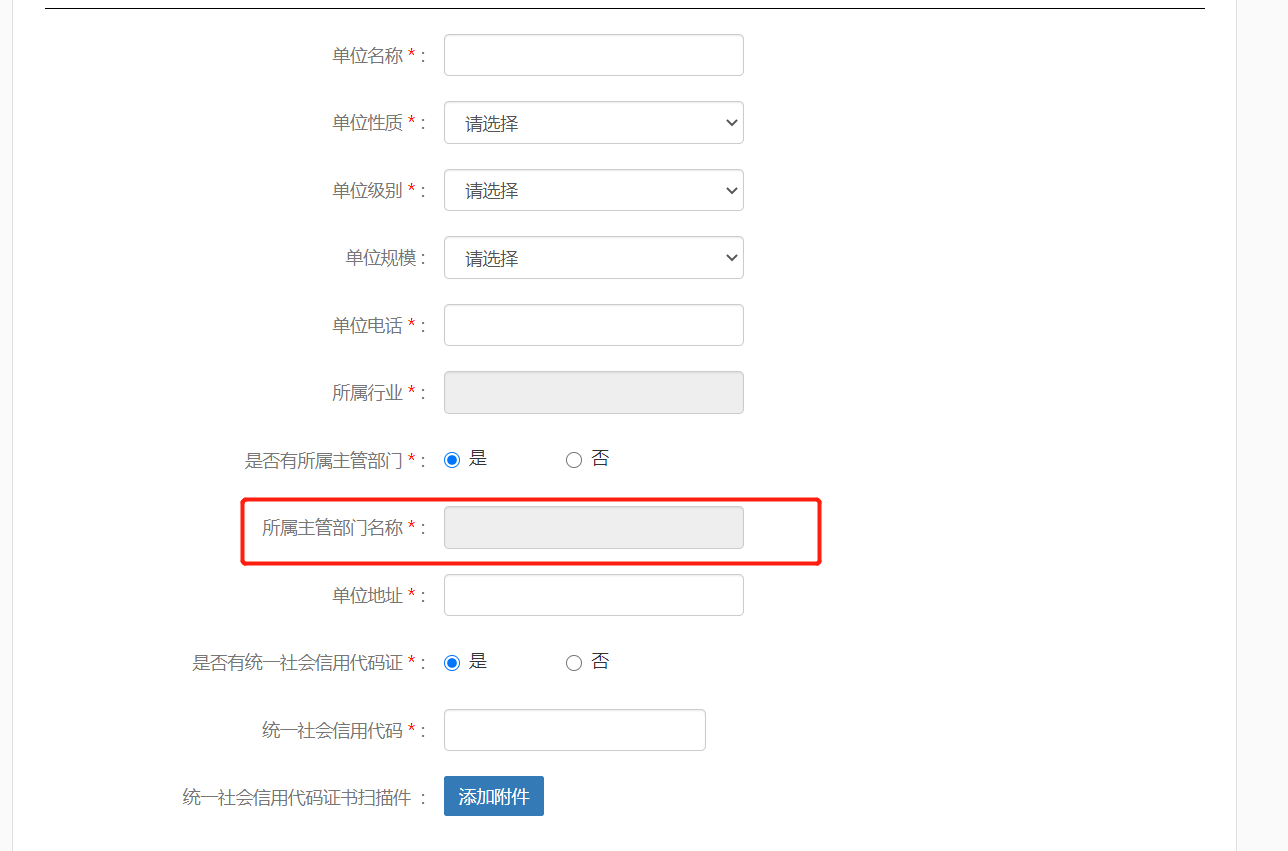 单位名称 * :
单位性质 * : 请选择
单位级别 * : 请选择
单位规模 : 请选择
单位电话 * :
所属行业 * :
是否有所属主管部门 * : 是 否
所属主管部门名称 * :
单位地址 * :
是否有统一社会信用代码证 * : 是 否
统一社会信用代码 * :
统一社会信用代码证书扫描件 : 添加附件